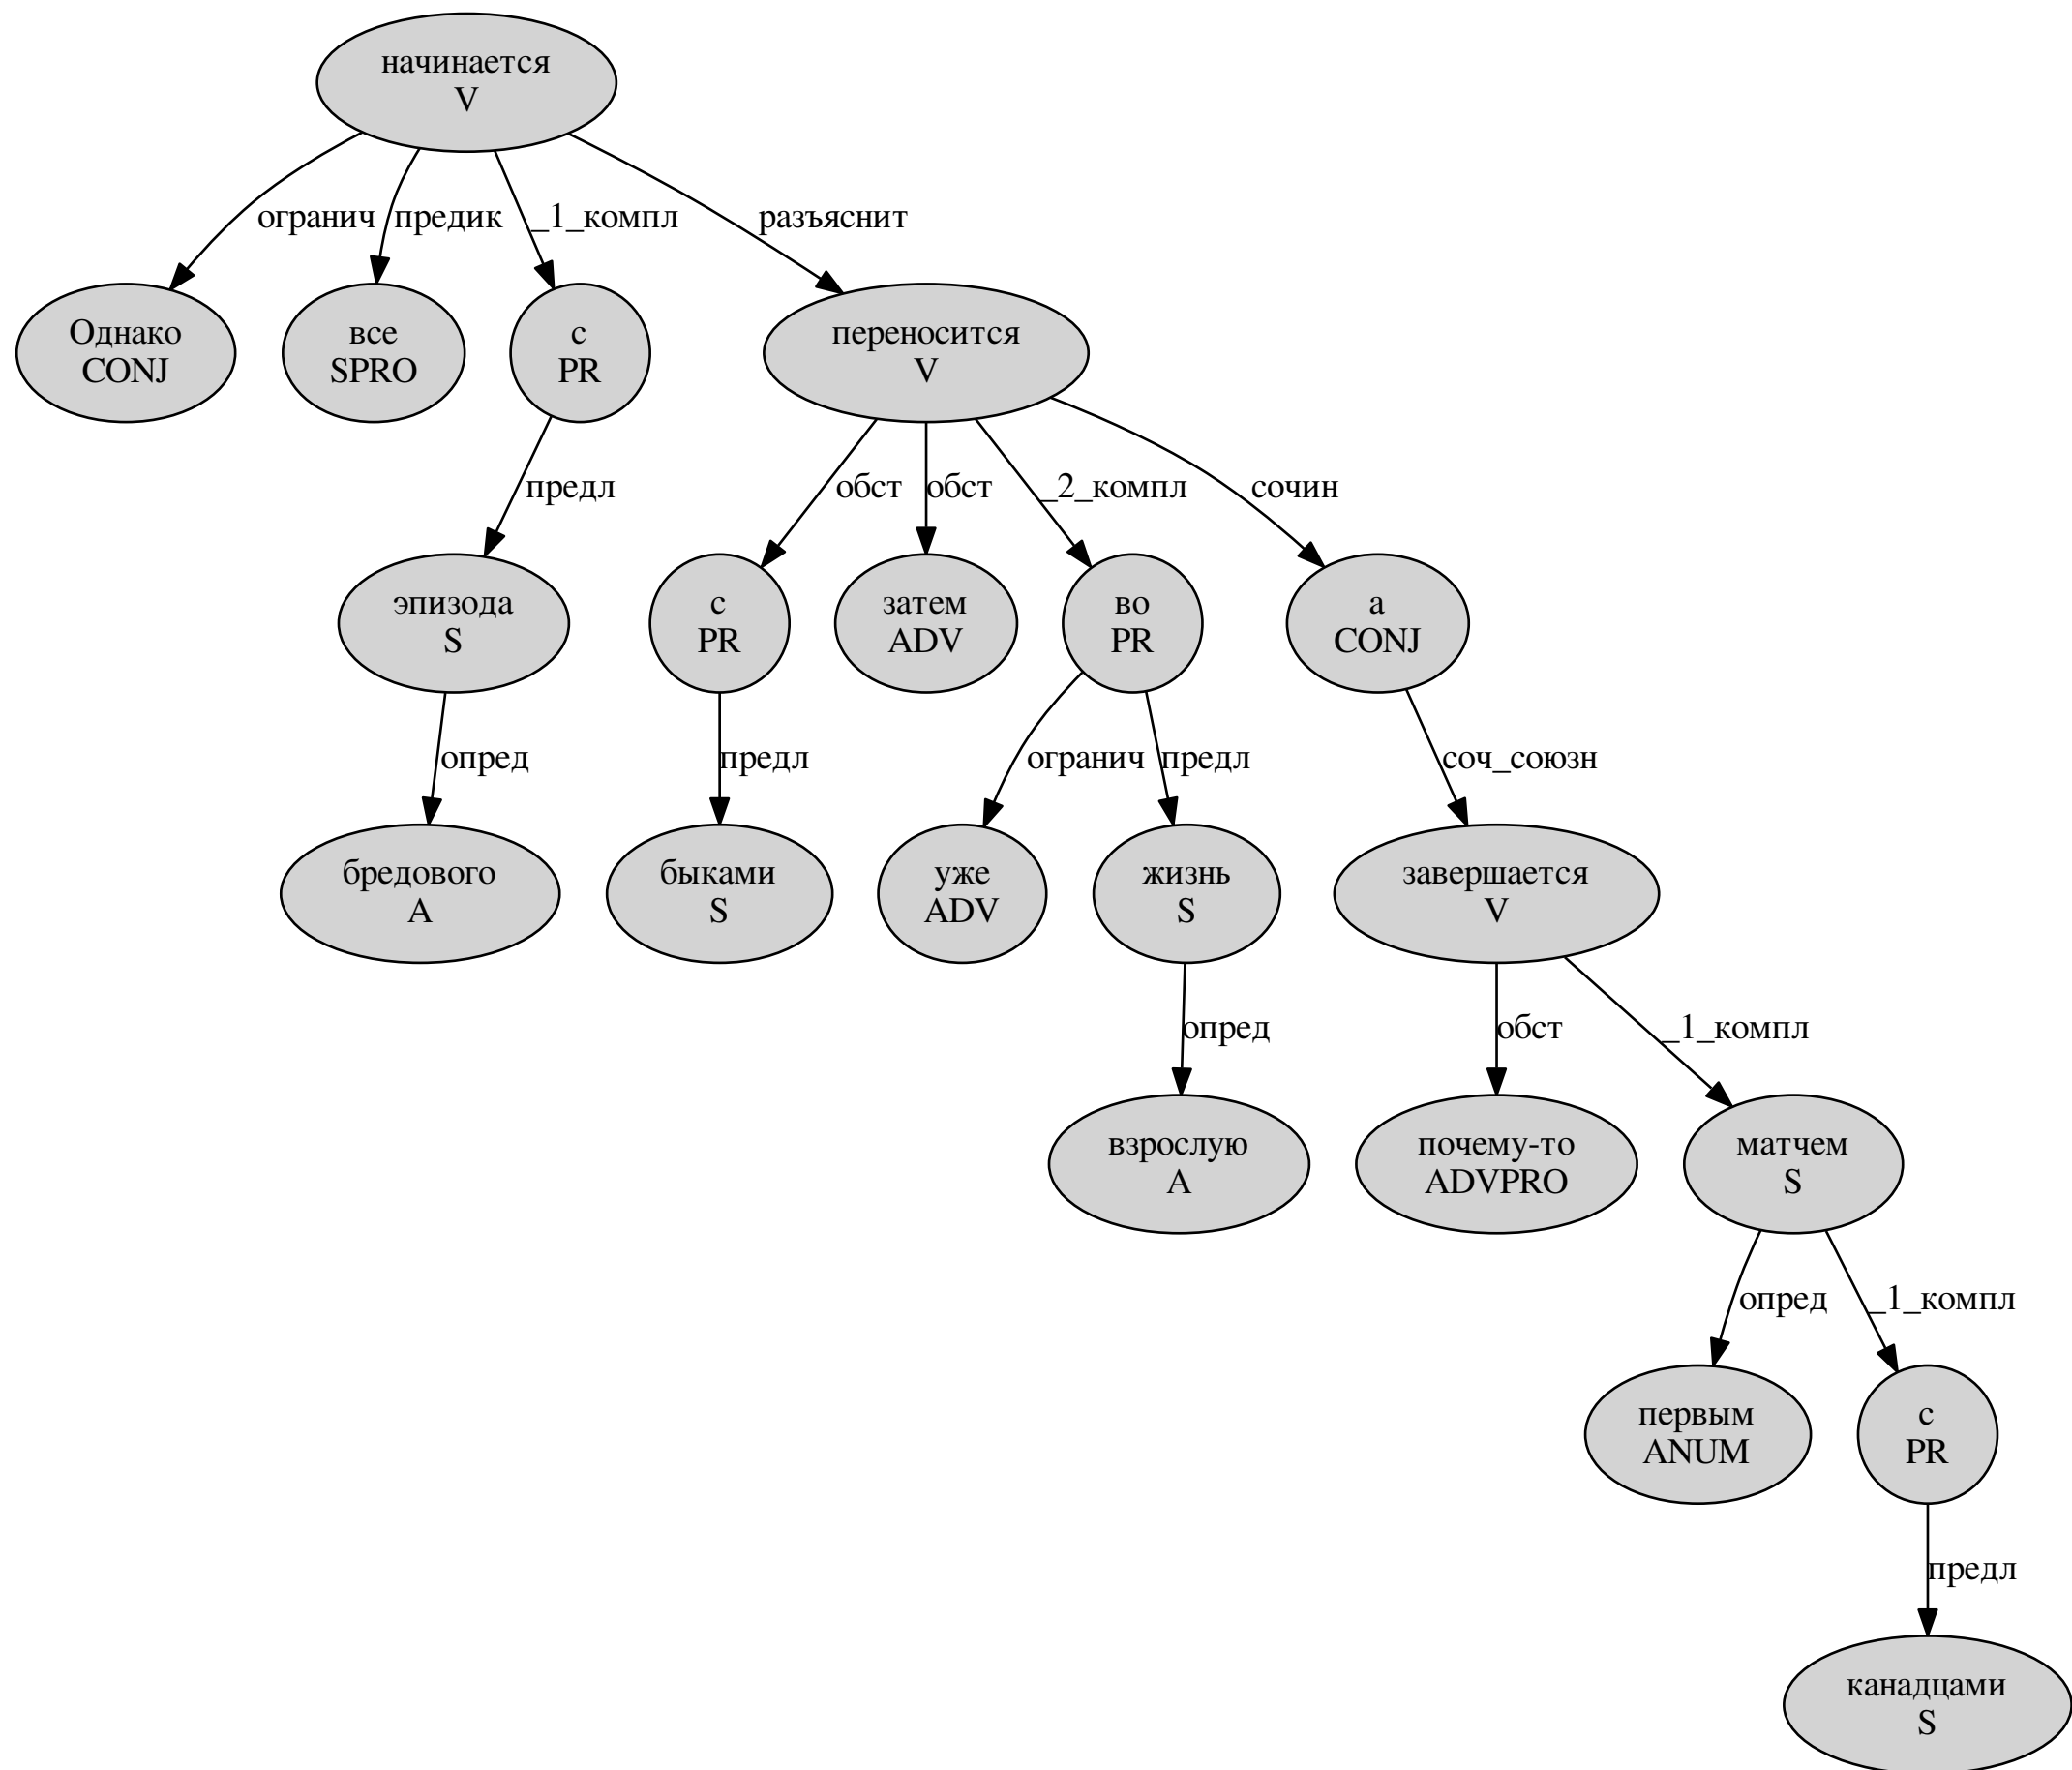 начинается
V
огранич предик _1_компл разъяснит
Однако
CONJ
все
SPRO
с
PR
переносится
V
предл обст обст _2_компл сочин
эпизода
S
с
PR
затем
ADV
во
PR
а
CONJ
опред предл огранич предл соч_союзн
бредового
A
быками
S
уже
ADV
жизнь
S
завершается
V
опред обст _1_компл
взрослую
A
почему-то
ADVPRO
матчем
S
опред _1_компл
первым
ANUM
с
PR
предл
канадцами
S